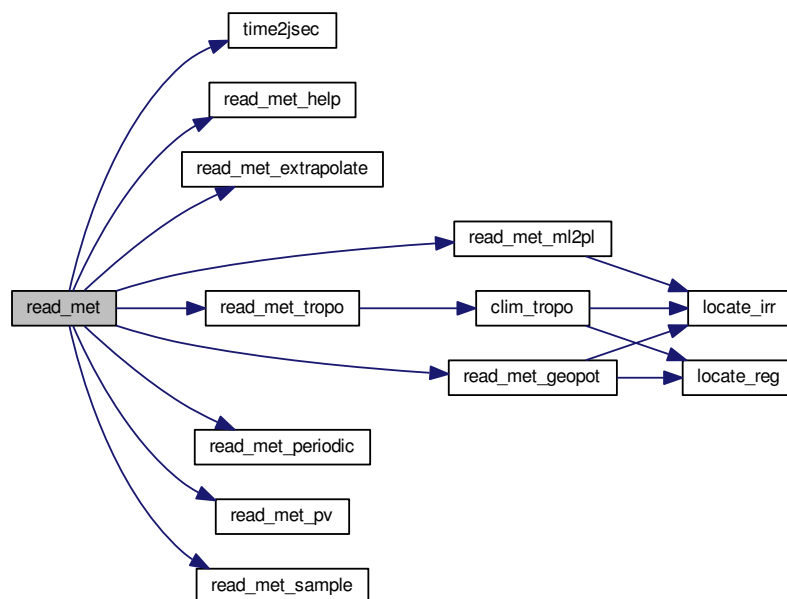 time2jsec
read_met_help
read_met_extrapolate
read_met_ml2pl
read_met
read_met_tropo
clim_tropo
locate_irr
read_met_geopot
locate_reg
read_met_periodic
read_met_pv
read_met_sample